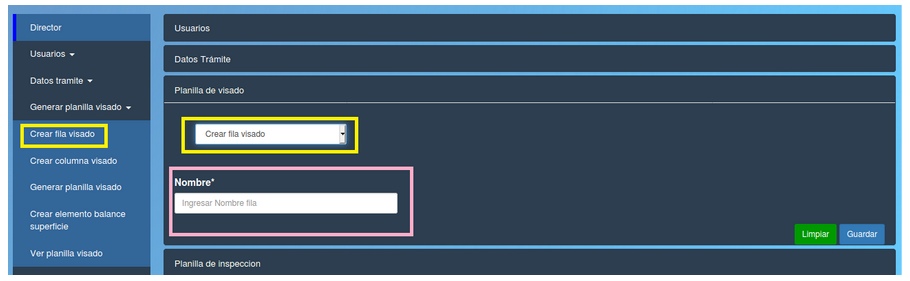 Director
Usuarios
Datos tramite
Generar planilla visado
Crear fila visado
Crear columna visado
Generar planilla visado
Crear elemento balance
superficie
Ver planilla visado
Usuarios
Datos Trámite
Planilla de visado
Crear fila visado
Nombre*
Ingresar Nombre fila
Limpiar
Guardar
Planilla de inspeccion